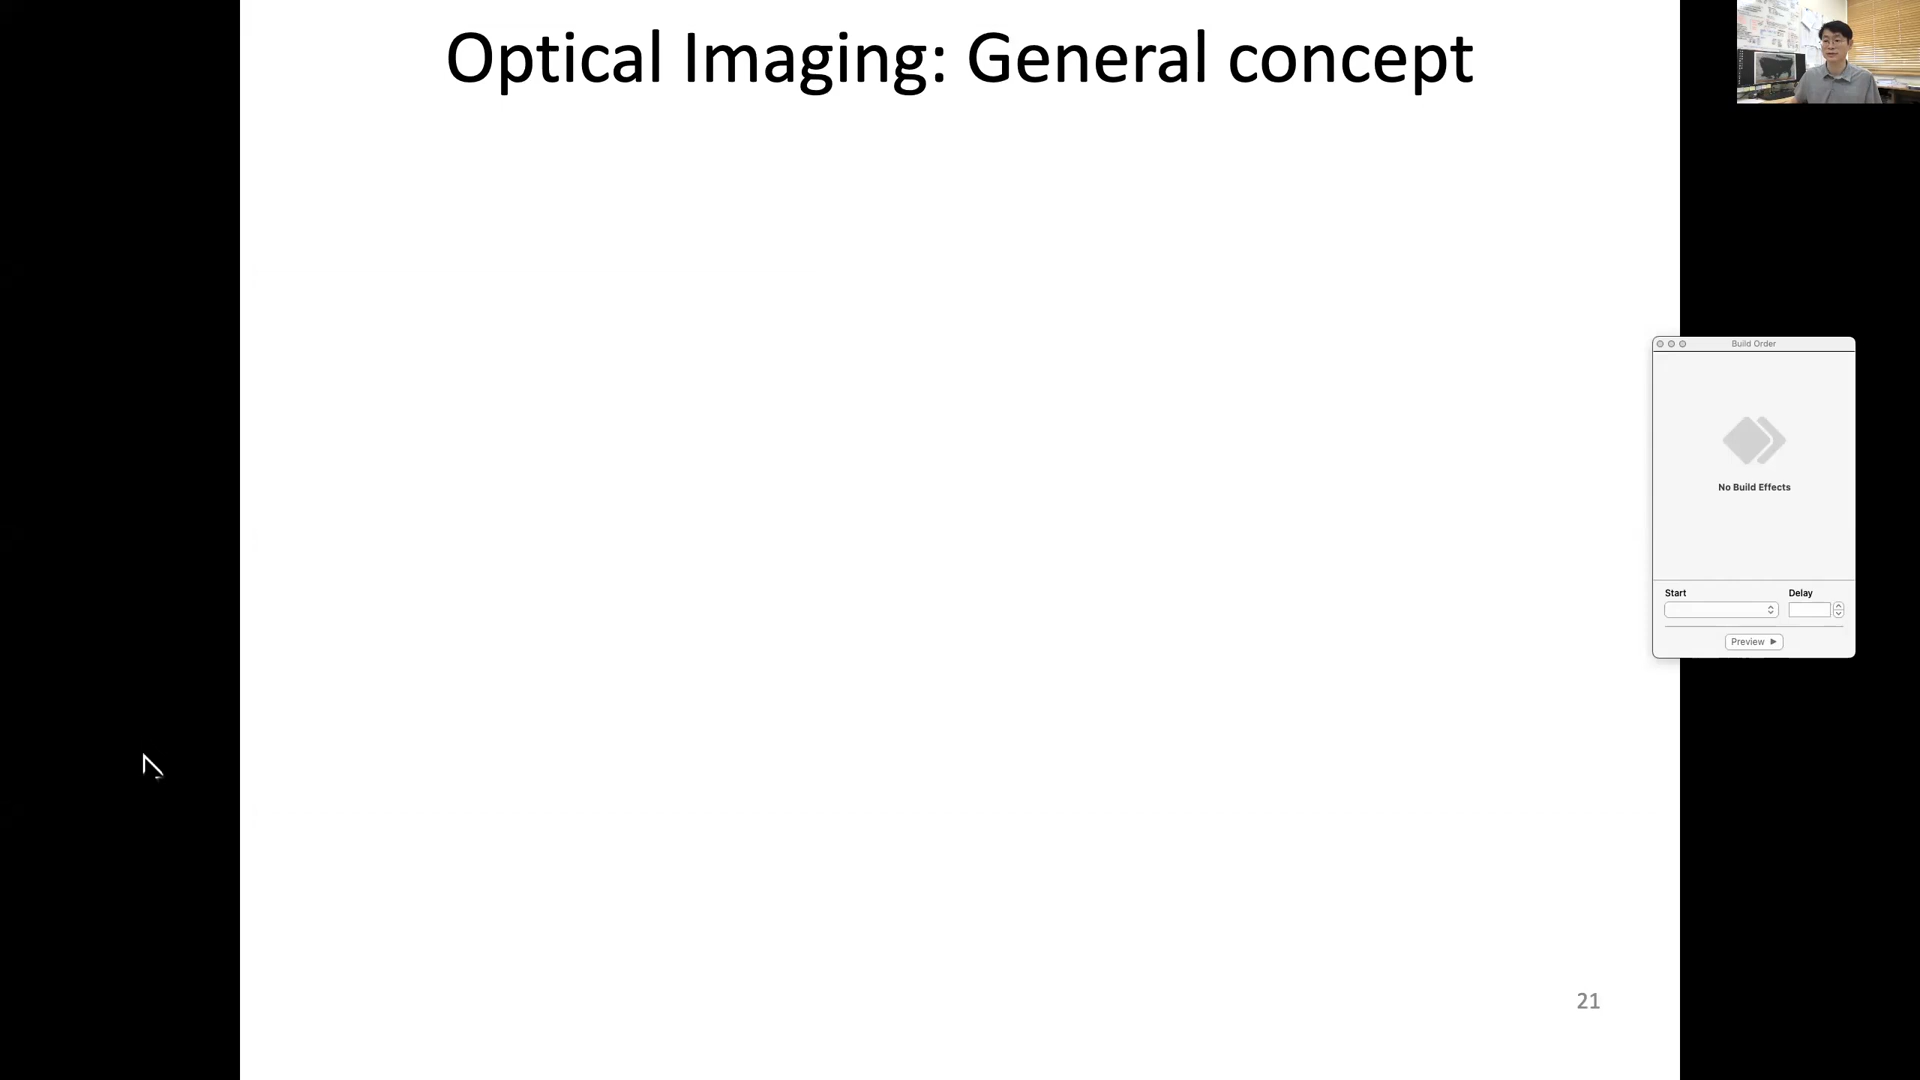 Optical Imaging: General concept
Build Order
No Build Effects
Start
Delay
Preview
21